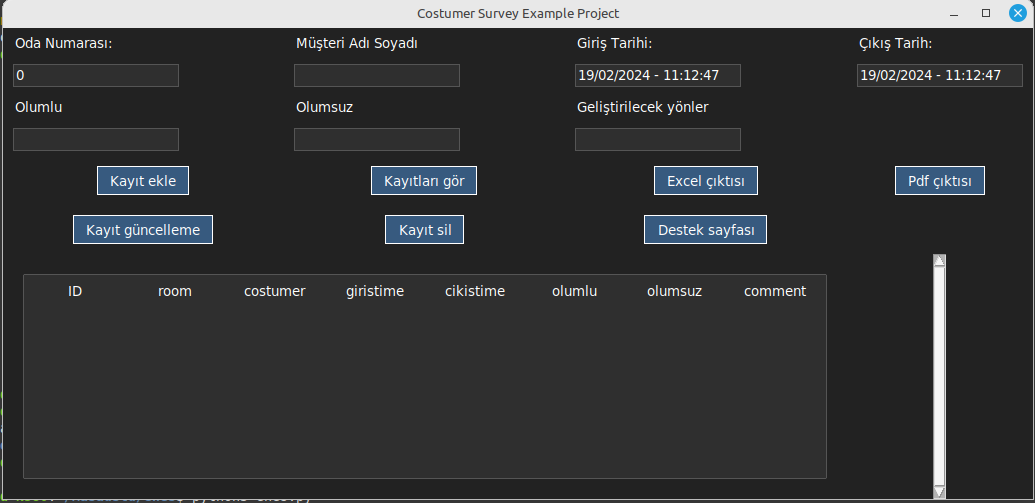 Costumer Survey Example Project
Oda Numarası: Müşteri Adı Soyadı Giriş Tarihi: Çıkış Tarih:
0 19/02/2024 - 11:12:47 19/02/2024 - 11:12:47
Olumlu Olumsuz Geliştirilecek yönler
Kayıt ekle Kayıtları gör Excel çıktısı Pdf çıktısı
Kayıt güncelleme Kayıt sil Destek sayfası
ID room costumer giristime cikistime olumlu olumsuz comment